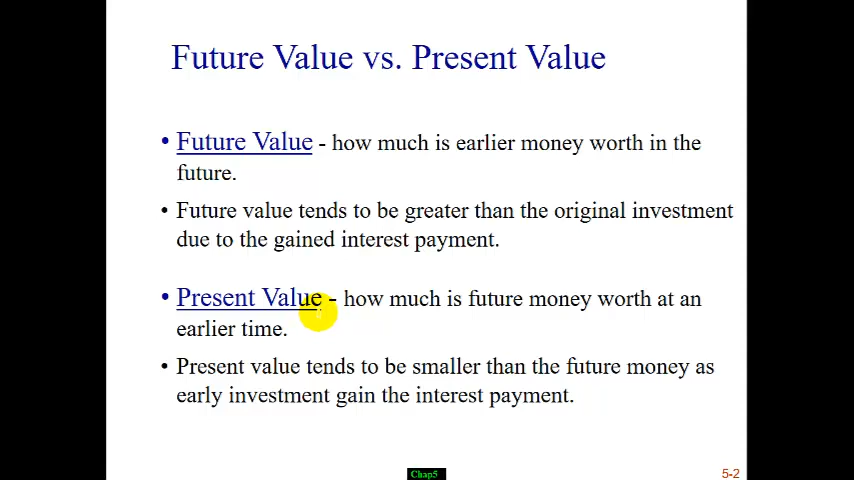 Future Value vs. Present Value
• Future Value - how much is earlier money worth in the
future.
• Future value tends to be greater than the original investment
due to the gained interest payment.
• Present Value - how much is future money worth at an
earlier time.
• Present value tends to be smaller than the future money as
early investment gain the interest payment.
Chap5
5-2